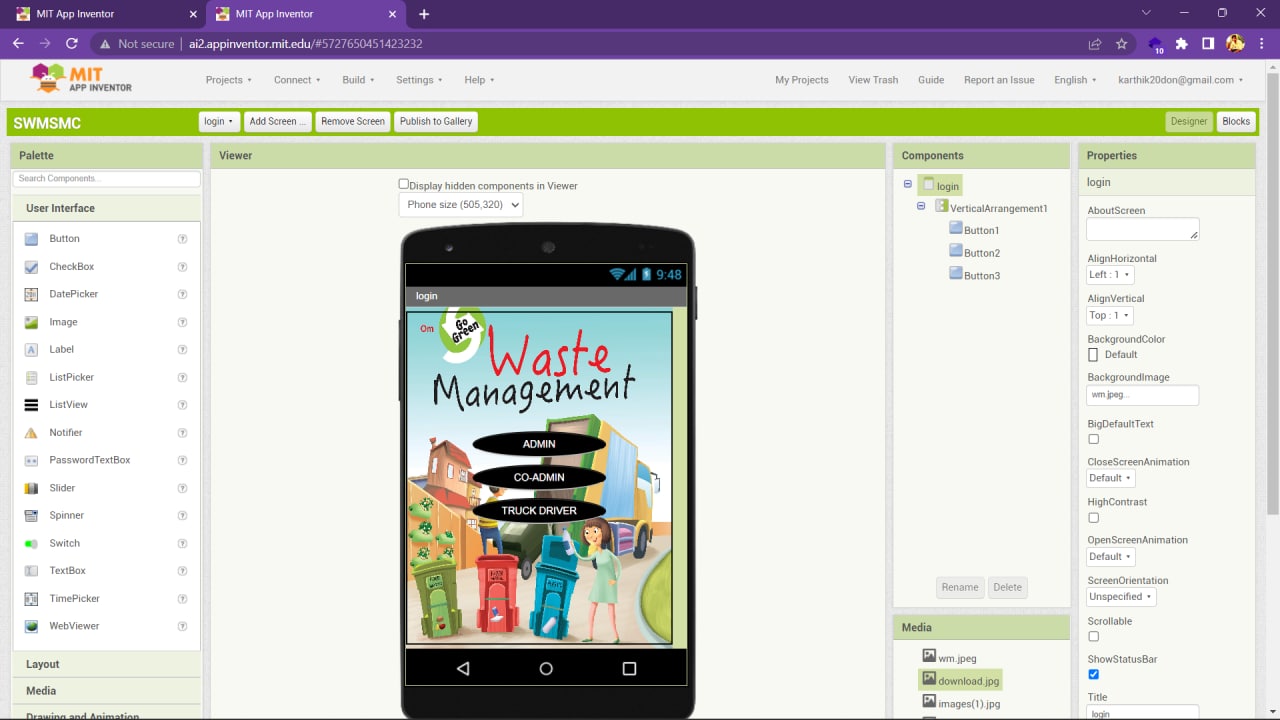 MIT App Inventor
MIT App Inventor
Not secure | ai2.appinventor.mit.edu/#5727650451423232
10
MIT
APP INVENTOR
Projects Connect Build Settings Help My Projects View Trash Guide Report an Issue English karthik20don@gmail.com
SWMSMC login Add Screen ... Remove Screen Publish to Gallery Designer Blocks
Palette
Search Components...
User Interface
Button
CheckBox
DatePicker
Image
Label
ListPicker
ListView
Notifier
PasswordTextBox
Slider
Spinner
Switch
TextBox
TimePicker
WebViewer
Layout
Media
Drawing and Animation
Viewer
Display hidden components in Viewer
Phone size (505,320)
9:48
login
Om
Go
Green
Waste
Management
ADMIN
CO-ADMIN
TRUCK DRIVER
Components
login
VerticalArrangement1
Button1
Button2
Button3
Rename Delete
Media
wm.jpeg
download.jpg
images(1).jpg
Properties
login
AboutScreen
AlignHorizontal
Left : 1
AlignVertical
Top : 1
BackgroundColor
Default
BackgroundImage
wm.jpeg...
BigDefaultText
CloseScreenAnimation
Default
HighContrast
OpenScreenAnimation
Default
ScreenOrientation
Unspecified
Scrollable
ShowStatusBar
Title
login